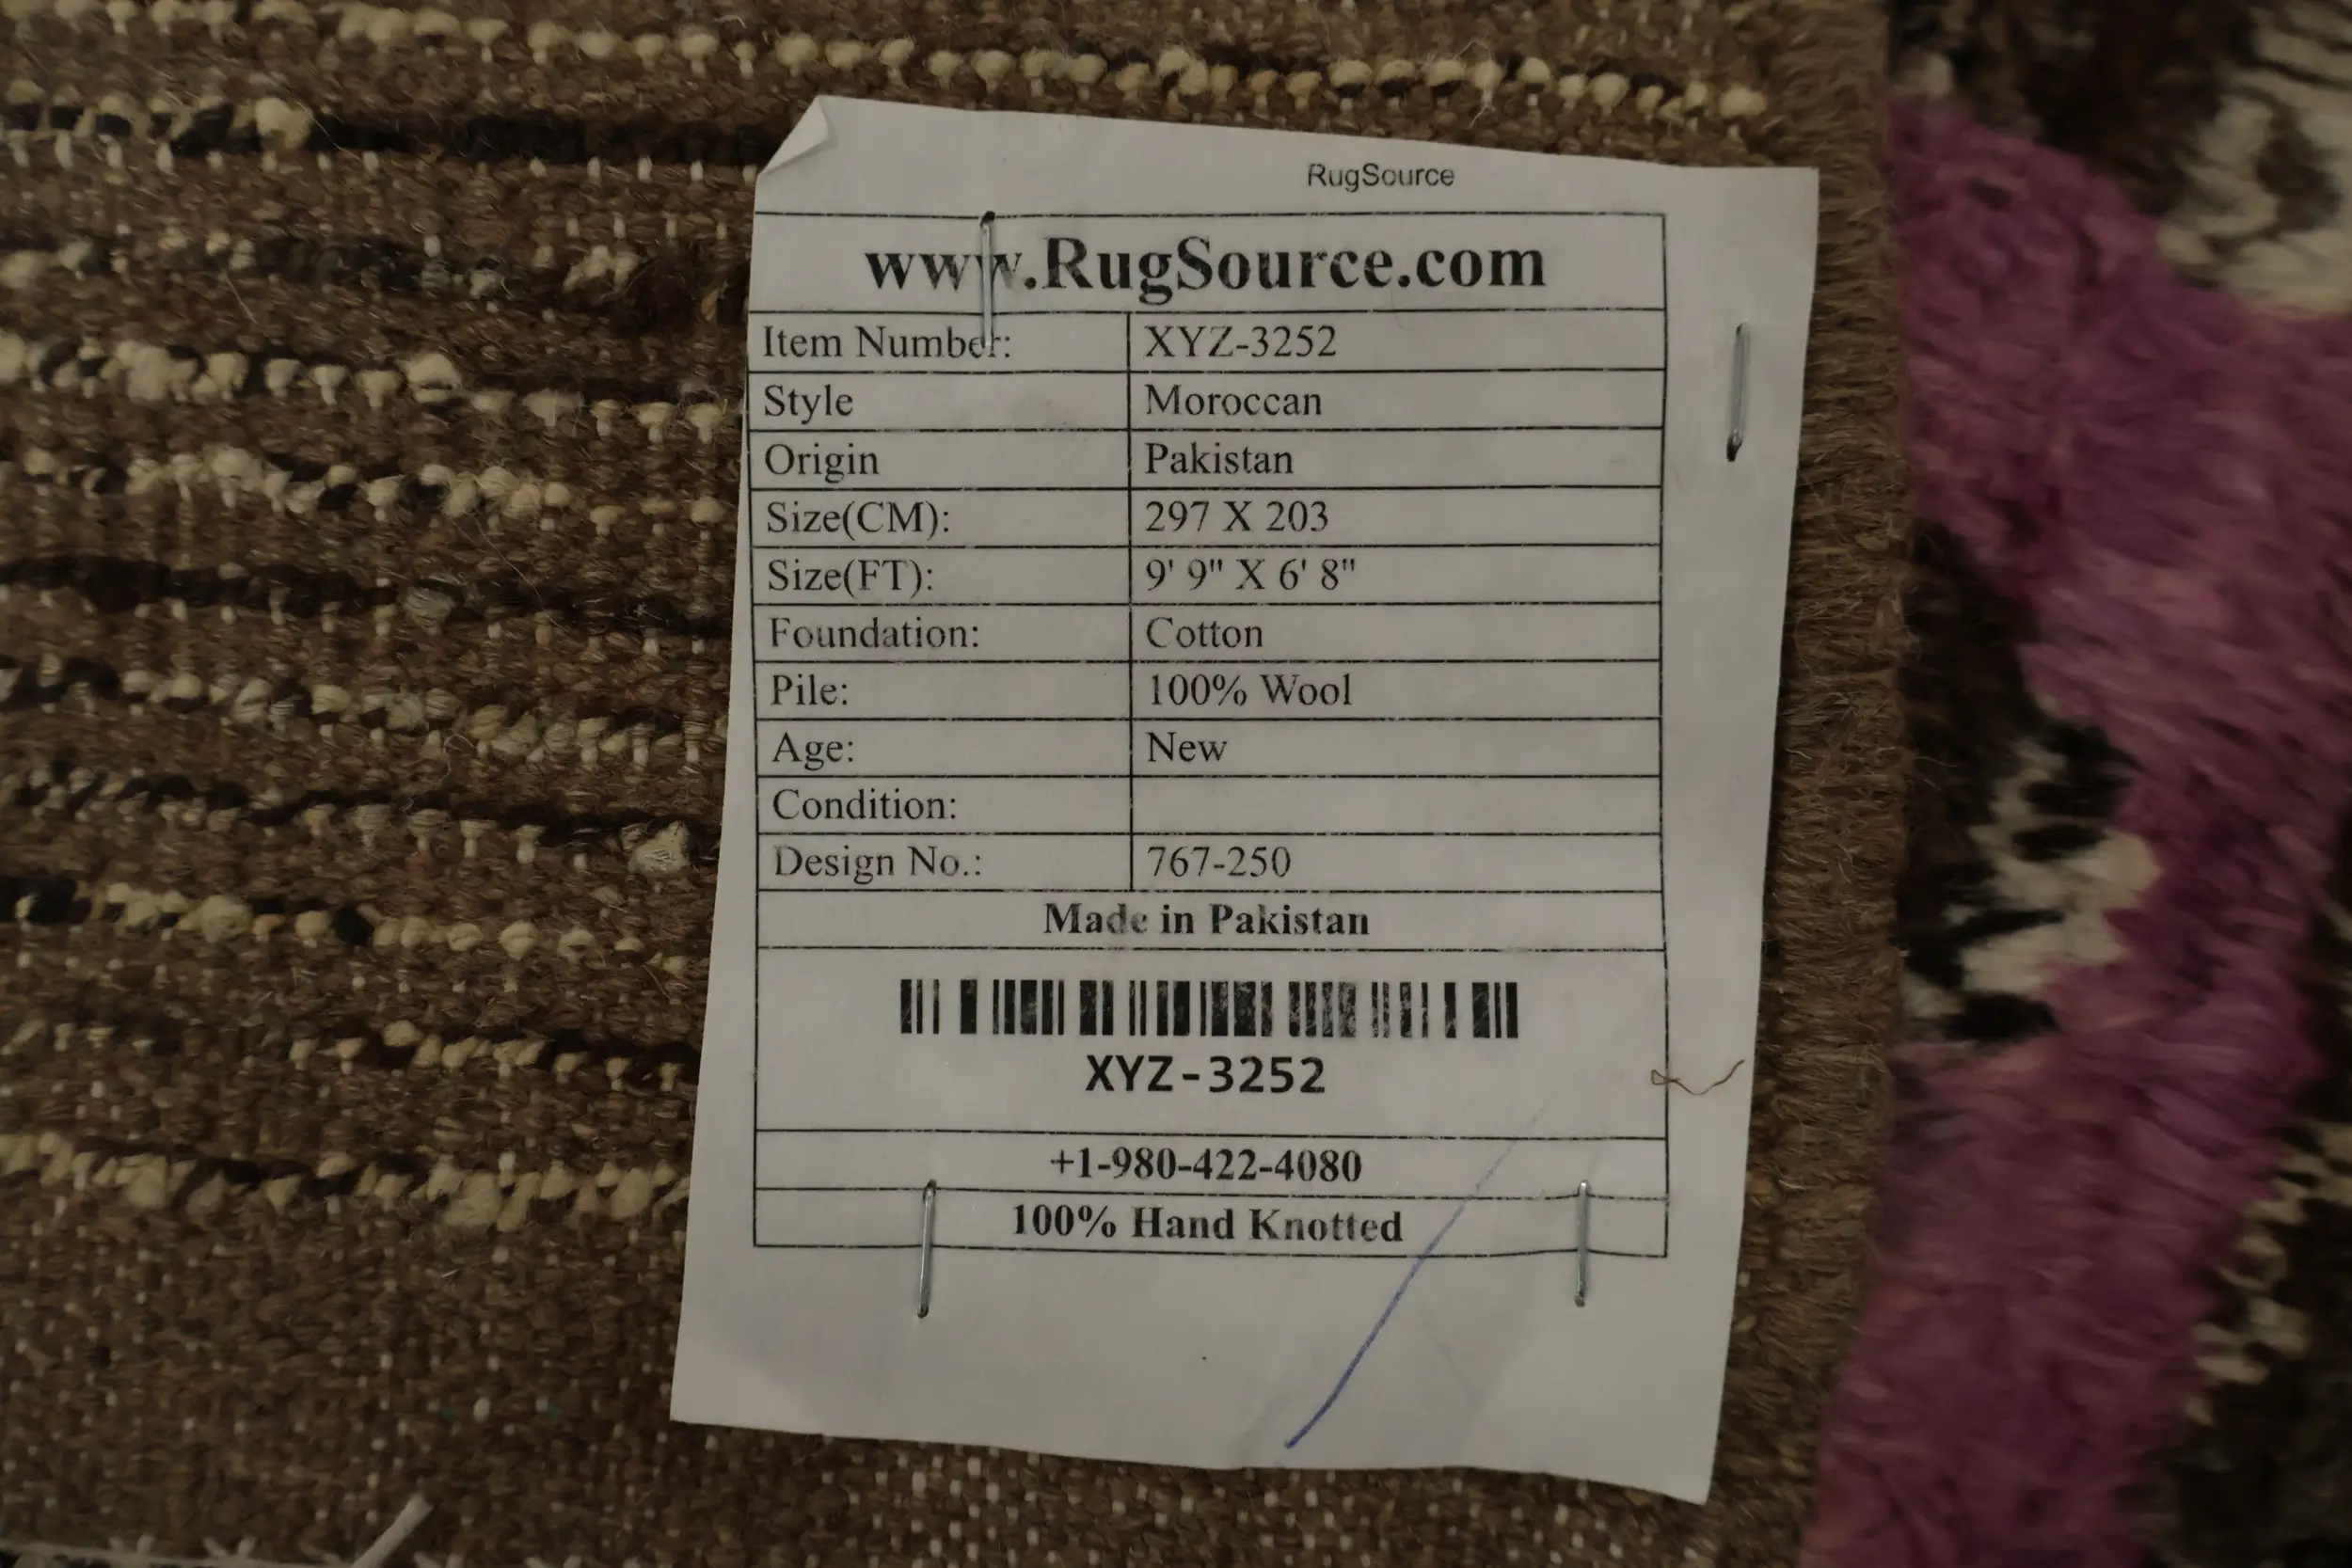 RugSource
www.RugSource.com
Item Number: XYZ-3252
Style Moroccan
Origin Pakistan
Size(CM): 297 X 203
Size(FT): 9' 9" X 6' 8"
Foundation: Cotton
Pile: 100% Wool
Age: New
Condition:
Design No.: 767-250
Made in Pakistan
XYZ-3252
+1-980-422-4080
100% Hand Knotted